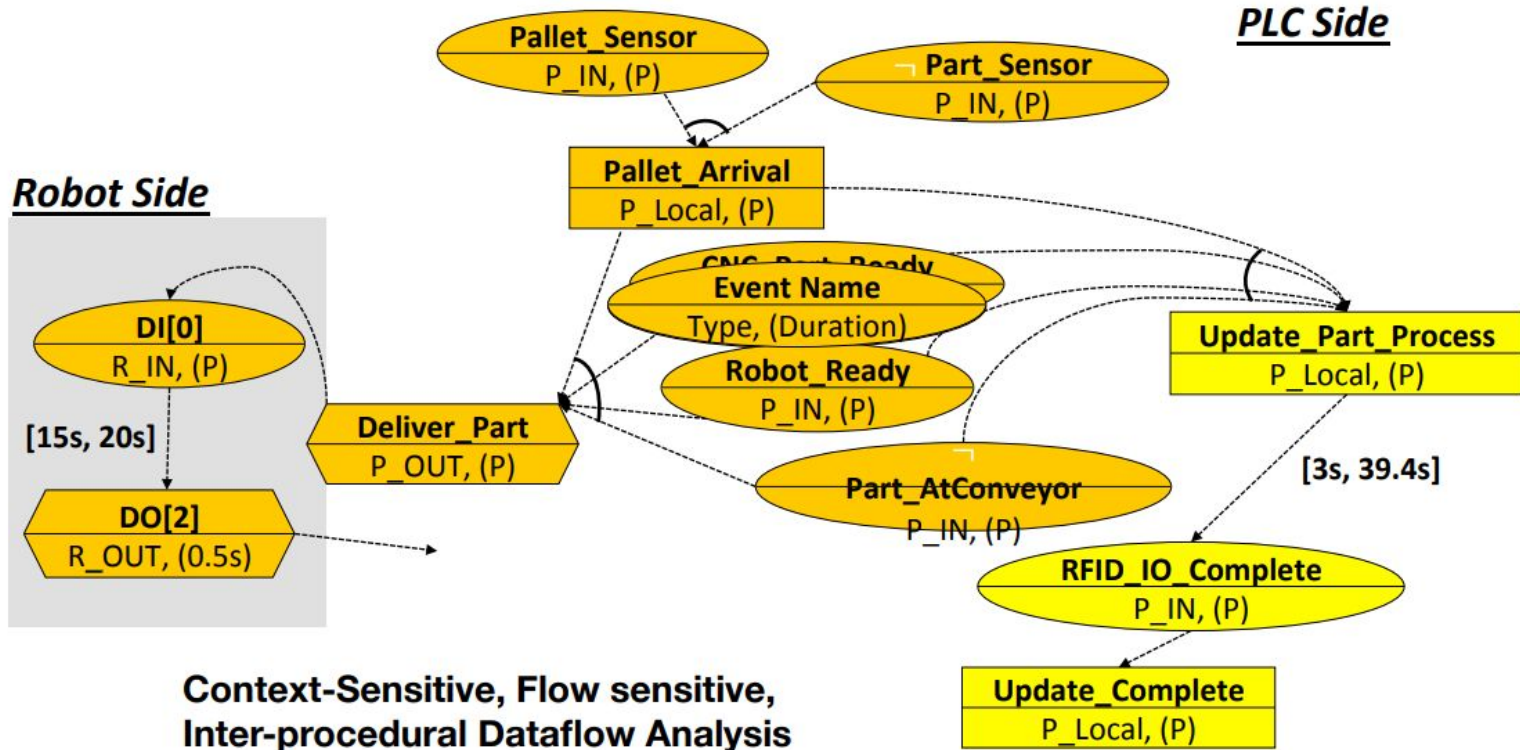 PLC Side
Pallet_Sensor
P_IN, (P)
¬ Part_Sensor
P_IN, (P)
Pallet_Arrival
P_Local, (P)
Robot Side
CNC_Part_Ready
Event Name
Type, (Duration)
Robot_Ready
P_IN, (P)
DI[0]
R_IN, (P)
Update_Part_Process
P_Local, (P)
[15s, 20s]
Deliver_Part
P_OUT, (P)
¬
Part_AtConveyor
P_IN, (P)
[3s, 39.4s]
DO[2]
R_OUT, (0.5s)
RFID_IO_Complete
P_IN, (P)
Update_Complete
P_Local, (P)
Context-Sensitive, Flow sensitive,
Inter-procedural Dataflow Analysis